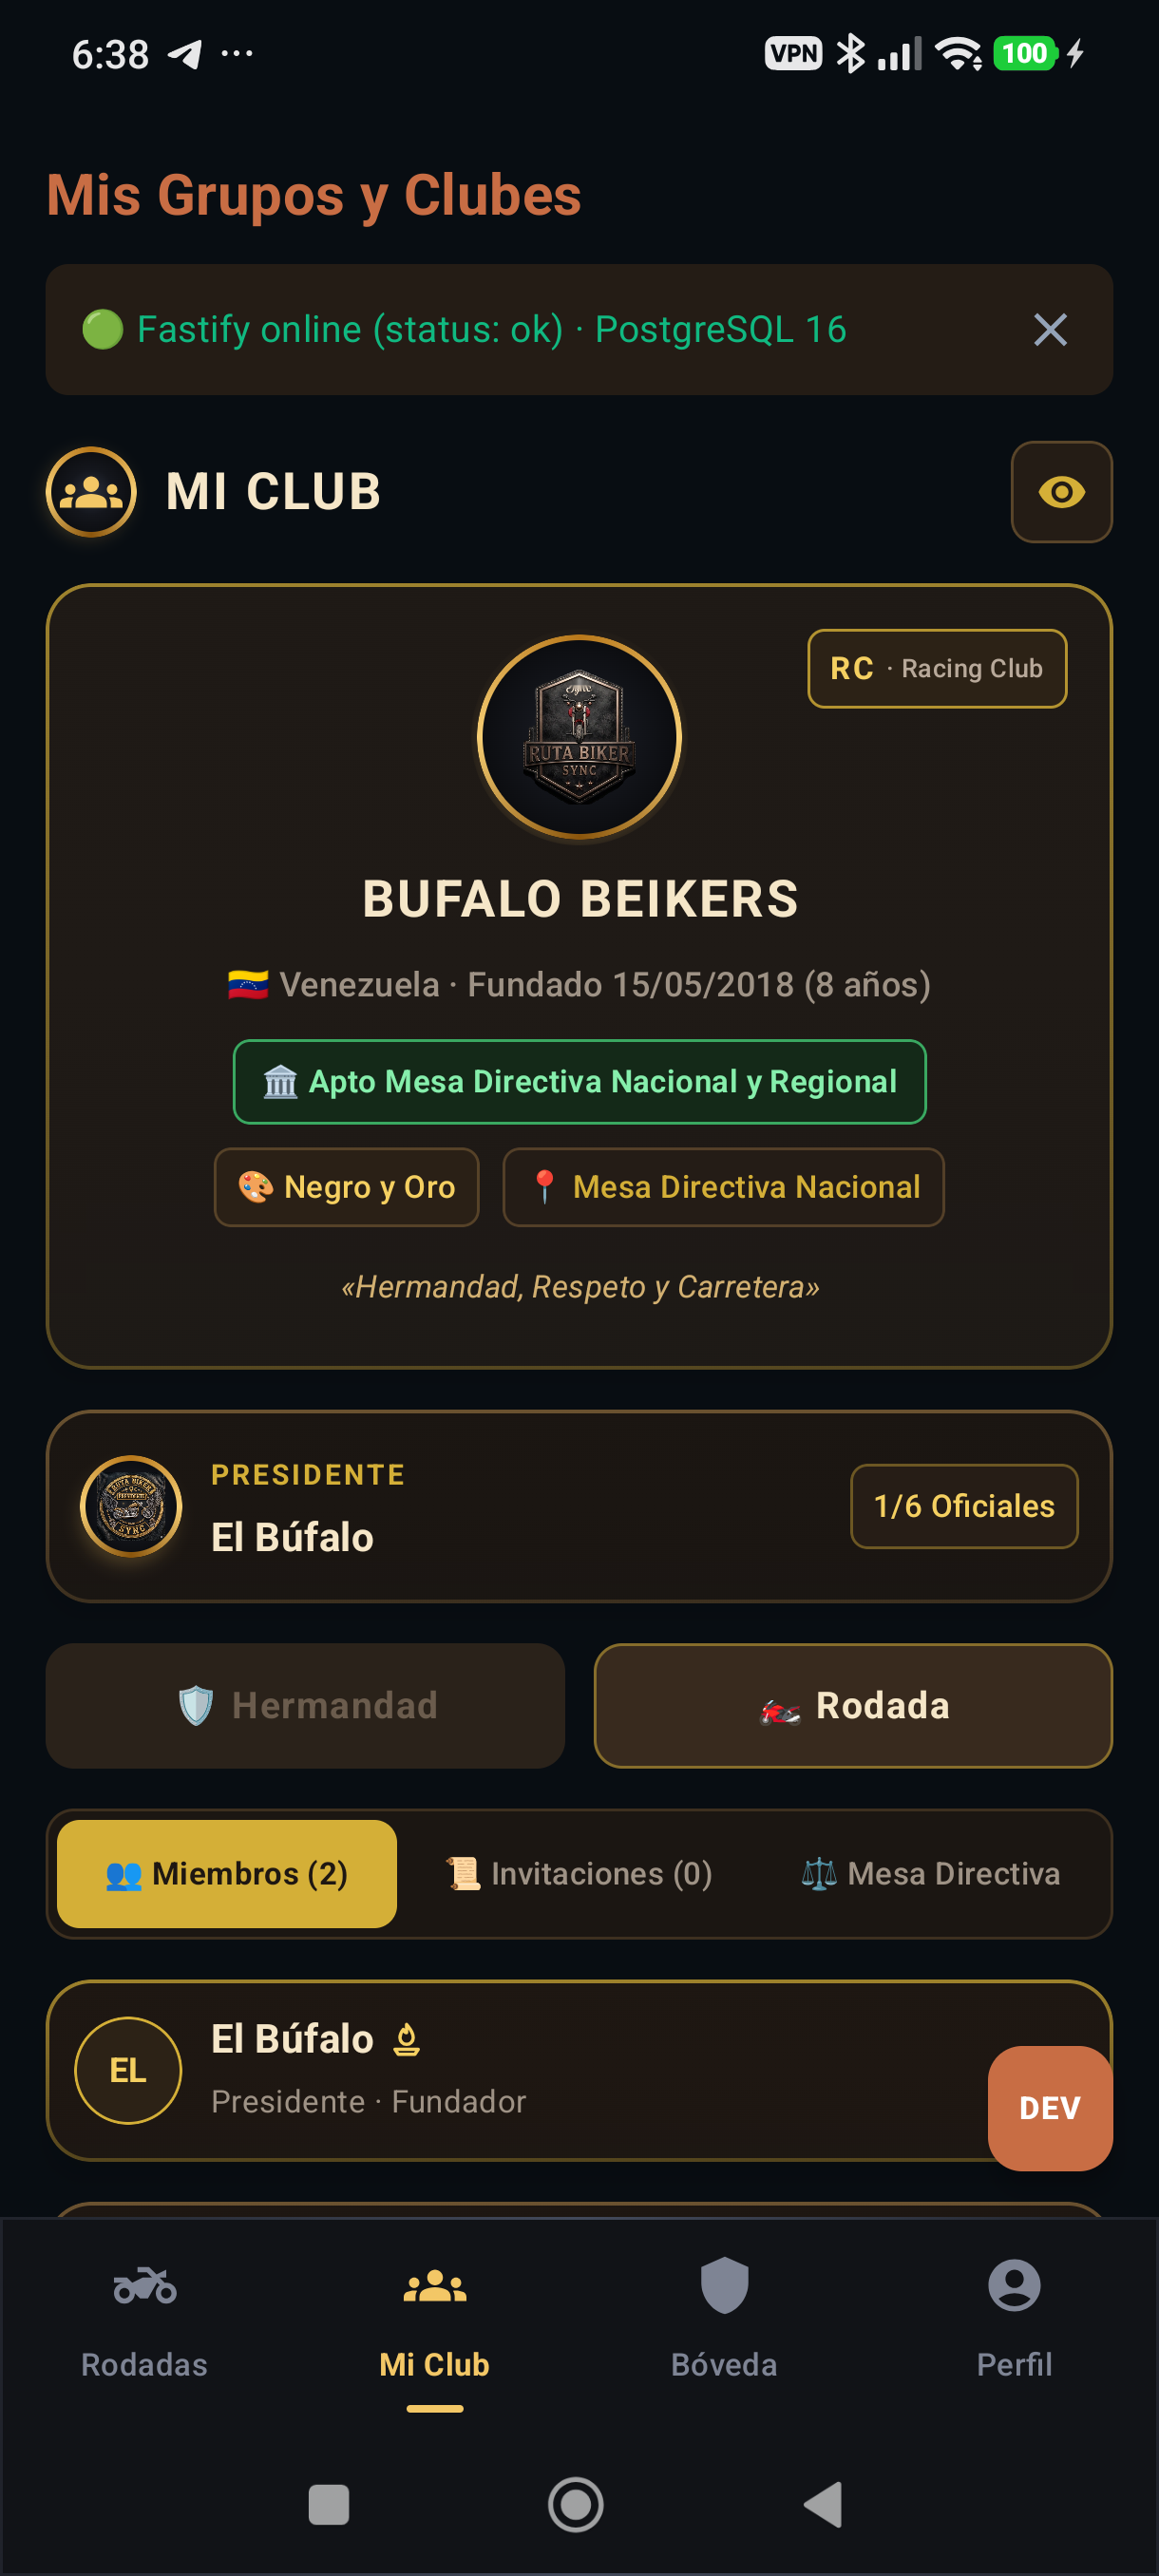 6:38
VPN
100
Mis Grupos y Clubes
Fastify online (status: ok) · PostgreSQL 16
MI CLUB
RC · Racing Club
RUTA BIKER
SYNC
BUFALO BEIKERS
Venezuela · Fundado 15/05/2018 (8 años)
Apto Mesa Directiva Nacional y Regional
Negro y Oro
Mesa Directiva Nacional
«Hermandad, Respeto y Carretera»
PRESIDENTE
El Búfalo
SYNC
1/6 Oficiales
Hermandad
Rodada
Miembros (2)
Invitaciones (0)
Mesa Directiva
EL
El Búfalo
Presidente · Fundador
DEV
Rodadas
Mi Club
Bóveda
Perfil